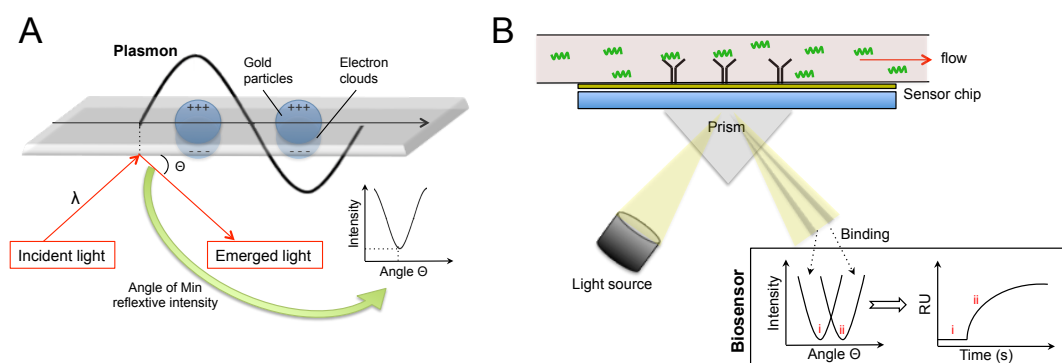 A
Plasmon
Gold
particles
Electron
clouds
+++
+++
- - -
- - -
Θ
λ
Incident light
Emerged light
Angle of Min
reflextive intensity
Intensity
Angle Θ
B
flow
Sensor chip
Prism
Light source
Binding
Biosensor
Intensity
i
ii
Angle Θ
RU
i
ii
Time (s)